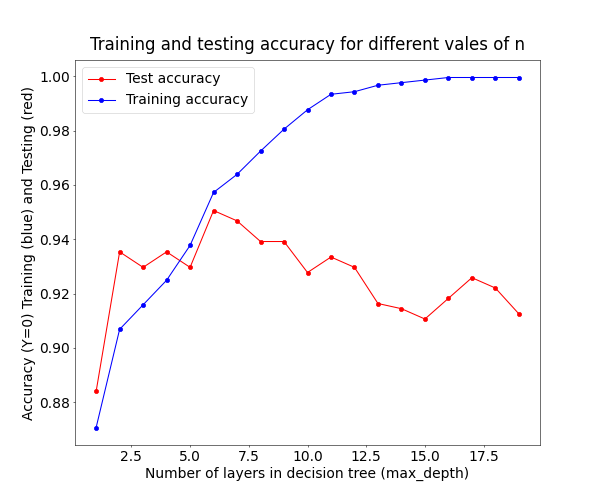 Training and testing accuracy for different vales of n
Test accuracy
Training accuracy
Accuracy (Y=0) Training (blue) and Testing (red)
1.00
0.98
0.96
0.94
0.92
0.90
0.88
2.5 5.0 7.5 10.0 12.5 15.0 17.5
Number of layers in decision tree (max_depth)